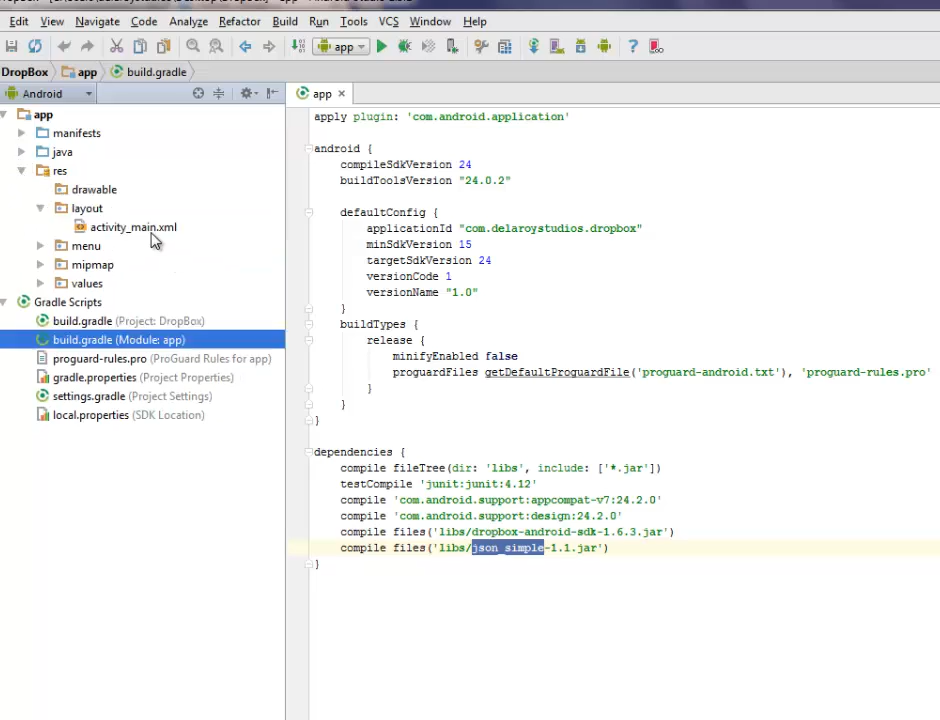 Edit View Navigate Code Analyze Refactor Build Run Tools VCS Window Help
app
DropBox app build.gradle
Android
app
app
manifests
java
res
drawable
layout
activity_main.xml
menu
mipmap
values
Gradle Scripts
build.gradle (Project: DropBox)
build.gradle (Module: app)
proguard-rules.pro (ProGuard Rules for app)
gradle.properties (Project Properties)
settings.gradle (Project Settings)
local.properties (SDK Location)
apply plugin: 'com.android.application'
android {
compileSdkVersion 24
buildToolsVersion "24.0.2"
defaultConfig {
applicationId "com.delaroystudios.dropbox"
minSdkVersion 15
targetSdkVersion 24
versionCode 1
versionName "1.0"
}
buildTypes {
release {
minifyEnabled false
proguardFiles getDefaultProguardFile('proguard-android.txt'), 'proguard-rules.pro'
}
}
}
dependencies {
compile fileTree(dir: 'libs', include: ['*.jar'])
testCompile 'junit:junit:4.12'
compile 'com.android.support:appcompat-v7:24.2.0'
compile 'com.android.support:design:24.2.0'
compile files('libs/dropbox-android-sdk-1.6.3.jar')
compile files('libs/json_simple-1.1.jar')
}